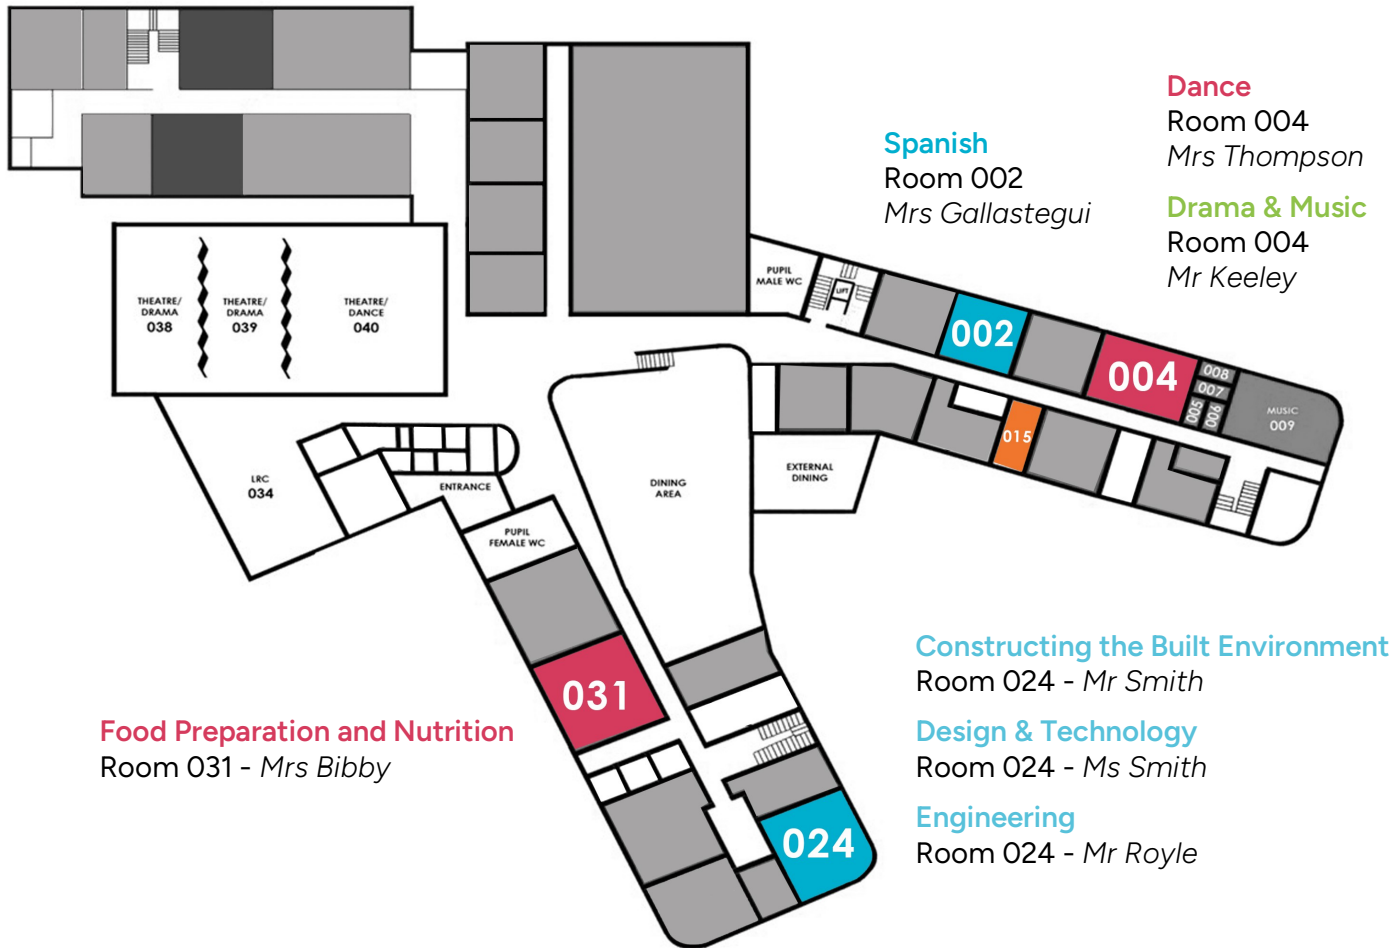 Dance
Room 004
Mrs Thompson
Spanish
Room 002
Mrs Gallastegui
Drama & Music
Room 004
Mr Keeley
PUPIL
MALE WC
LIFT
THEATRE/
DRAMA
038
THEATRE/
DRAMA
039
THEATRE/
DANCE
040
002
004
008
007
005
006
MUSIC
009
015
LRC
034
ENTRANCE
DINING
AREA
EXTERNAL
DINING
PUPIL
FEMALE WC
031
Food Preparation and Nutrition
Room 031 - Mrs Bibby
024
Constructing the Built Environment
Room 024 - Mr Smith
Design & Technology
Room 024 - Ms Smith
Engineering
Room 024 - Mr Royle